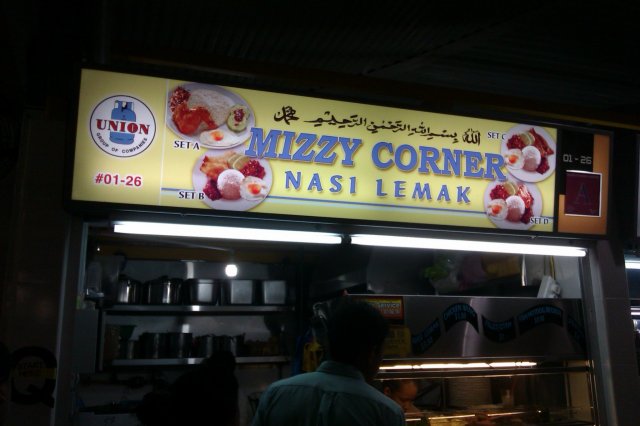 الله بسم الله الرحمن الرحيم محمد
UNION
GROUP OF COMPANIES
#01-26
SET A
SET B
MIZZY CORNER
NASI LEMAK
SET C
SET D
01-26
A